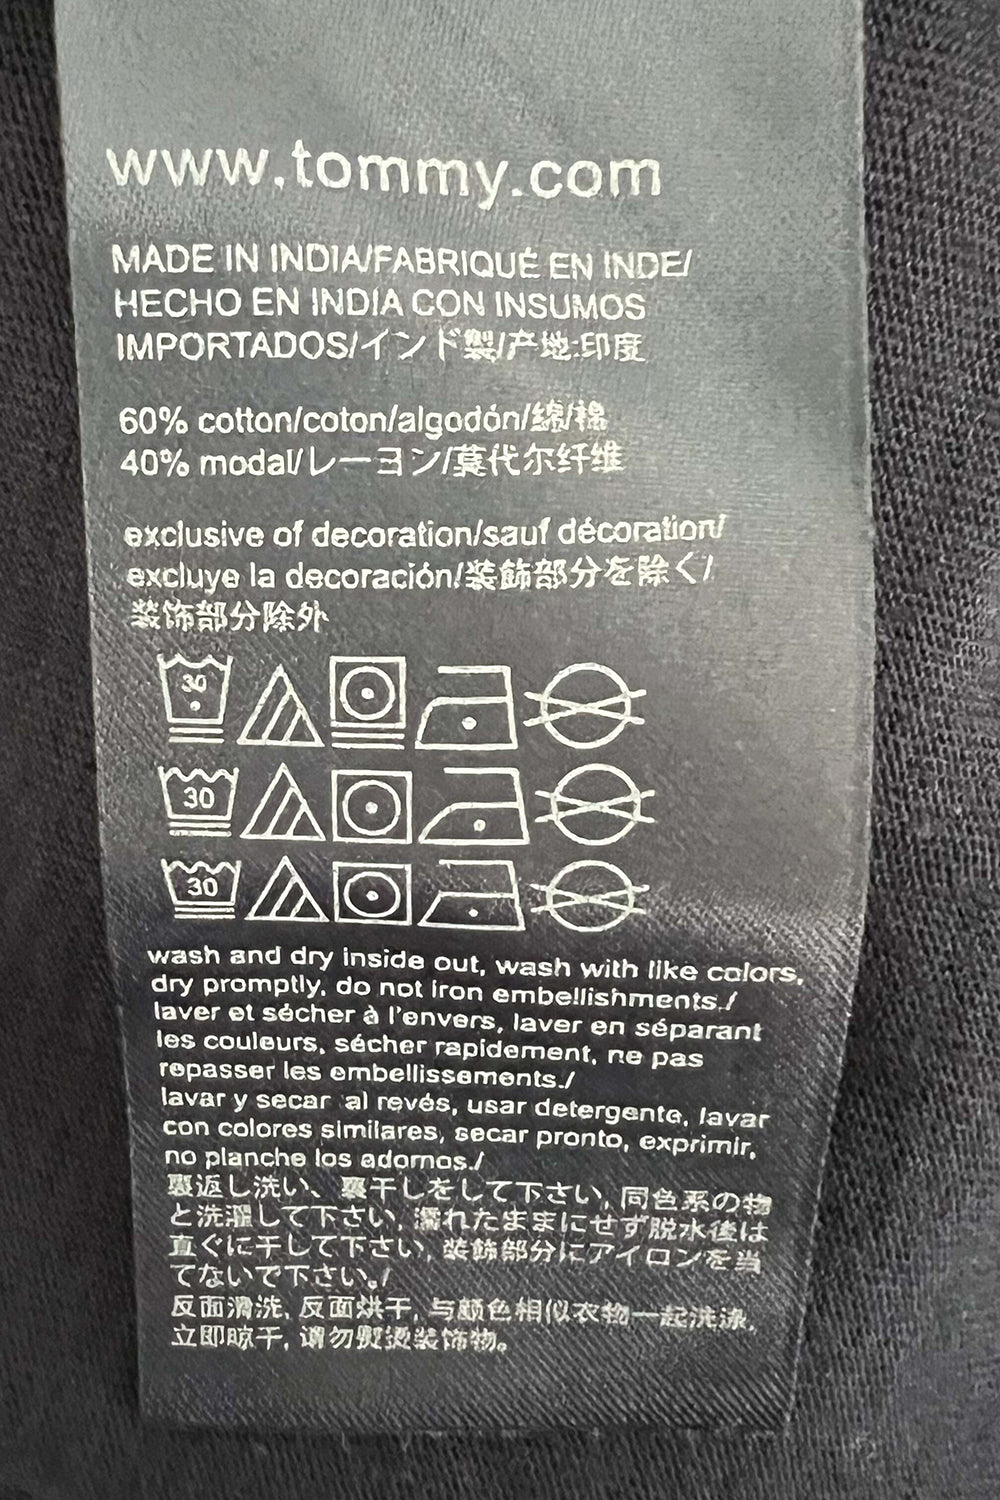 www.tommy.com
MADE IN INDIA/FABRIQUÉ EN INDE/
HECHO EN INDIA CON INSUMOS
IMPORTADOS/インド製/产地:印度
60% cotton/coton/algodón/綿/棉
40% modal/レーヨン/莫代尔纤维
exclusive of decoration/sauf décoration/
excluye la decoración/装飾部分を除く/
装饰部分除外
30
30
30
wash and dry inside out, wash with like colors,
dry promptly, do not iron embellishments./
laver et sécher à l'envers, laver en séparant
les couleurs, sécher rapidement, ne pas
repasser les embellissements./
lavar y secar al revés, usar detergente, lavar
con colores similares, secar pronto, exprimir,
no planche los adornos./
裏返し洗い、裏干しをして下さい, 同色系の物
と洗濯して下さい, 濡れたままにせず脱水後は
直ぐに干して下さい, 装飾部分にアイロンを当
てないで下さい。/
反面清洗, 反面烘干, 与颜色相似衣物一起洗涤,
立即晾干, 请勿熨烫装饰物。